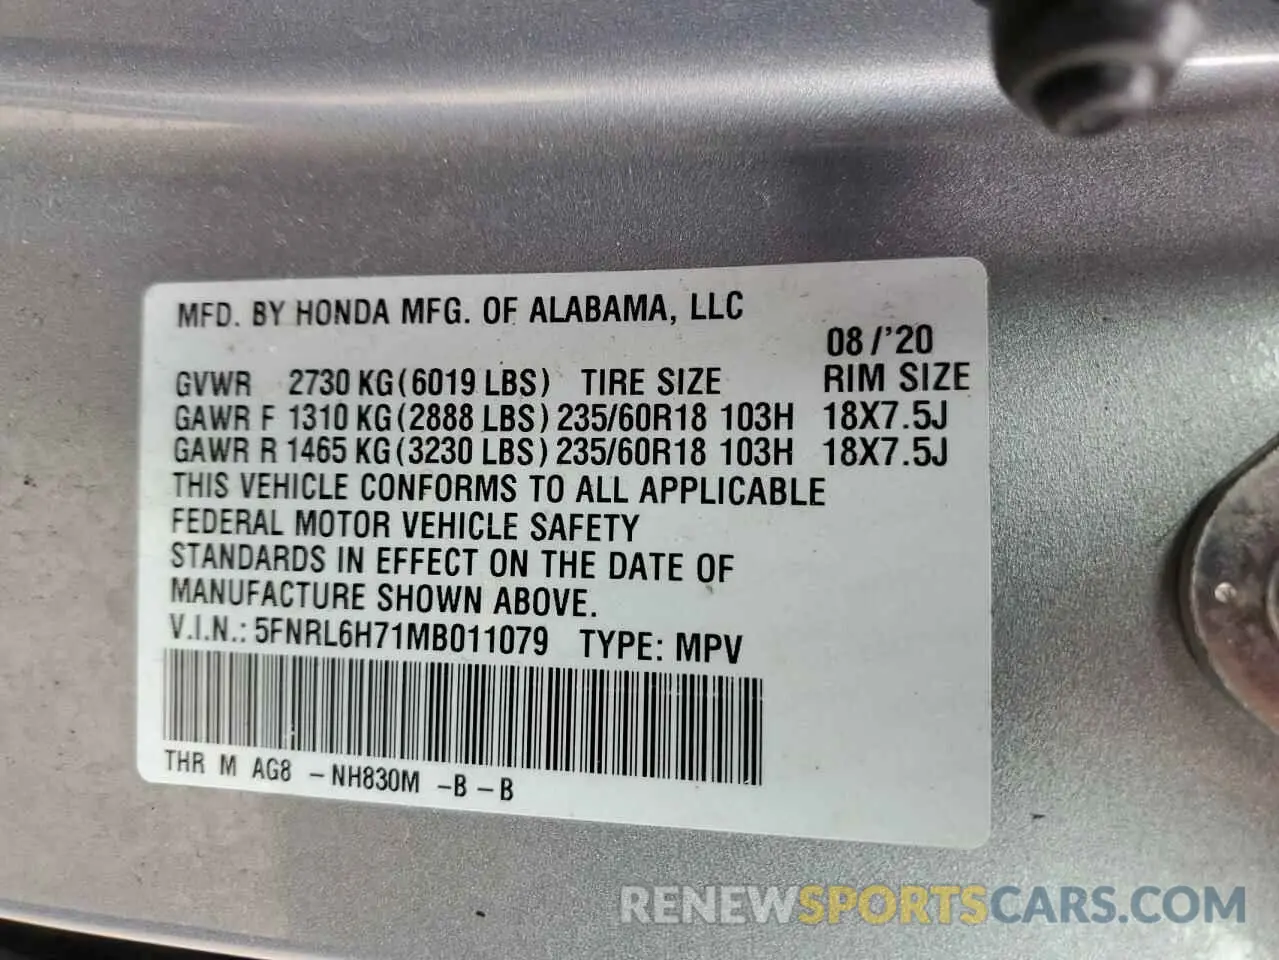 MFD. BY HONDA MFG. OF ALABAMA, LLC
08/'20
GVWR 2730 KG(6019 LBS) TIRE SIZE RIM SIZE
GAWR F 1310 KG(2888 LBS) 235/60R18 103H 18X7.5J
GAWR R 1465 KG(3230 LBS) 235/60R18 103H 18X7.5J
THIS VEHICLE CONFORMS TO ALL APPLICABLE
FEDERAL MOTOR VEHICLE SAFETY
STANDARDS IN EFFECT ON THE DATE OF
MANUFACTURE SHOWN ABOVE.
V.I.N.: 5FNRL6H71MB011079 TYPE: MPV
THR M AG8 -NH830M -B -B
RENEWSPORTSCARS.COM